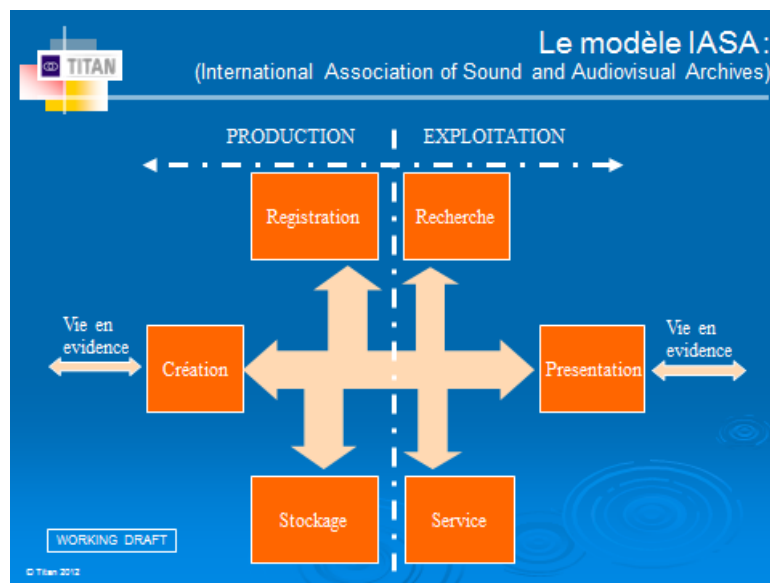 Le modèle IASA:
(International Association of Sound and Audiovisual Archives)
TITAN
PRODUCTION
EXPLOITATION
Registration
Recherche
Vie en
evidence
Création
Presentation
Vie en
evidence
Stockage
Service
WORKING DRAFT
© Titan 2012